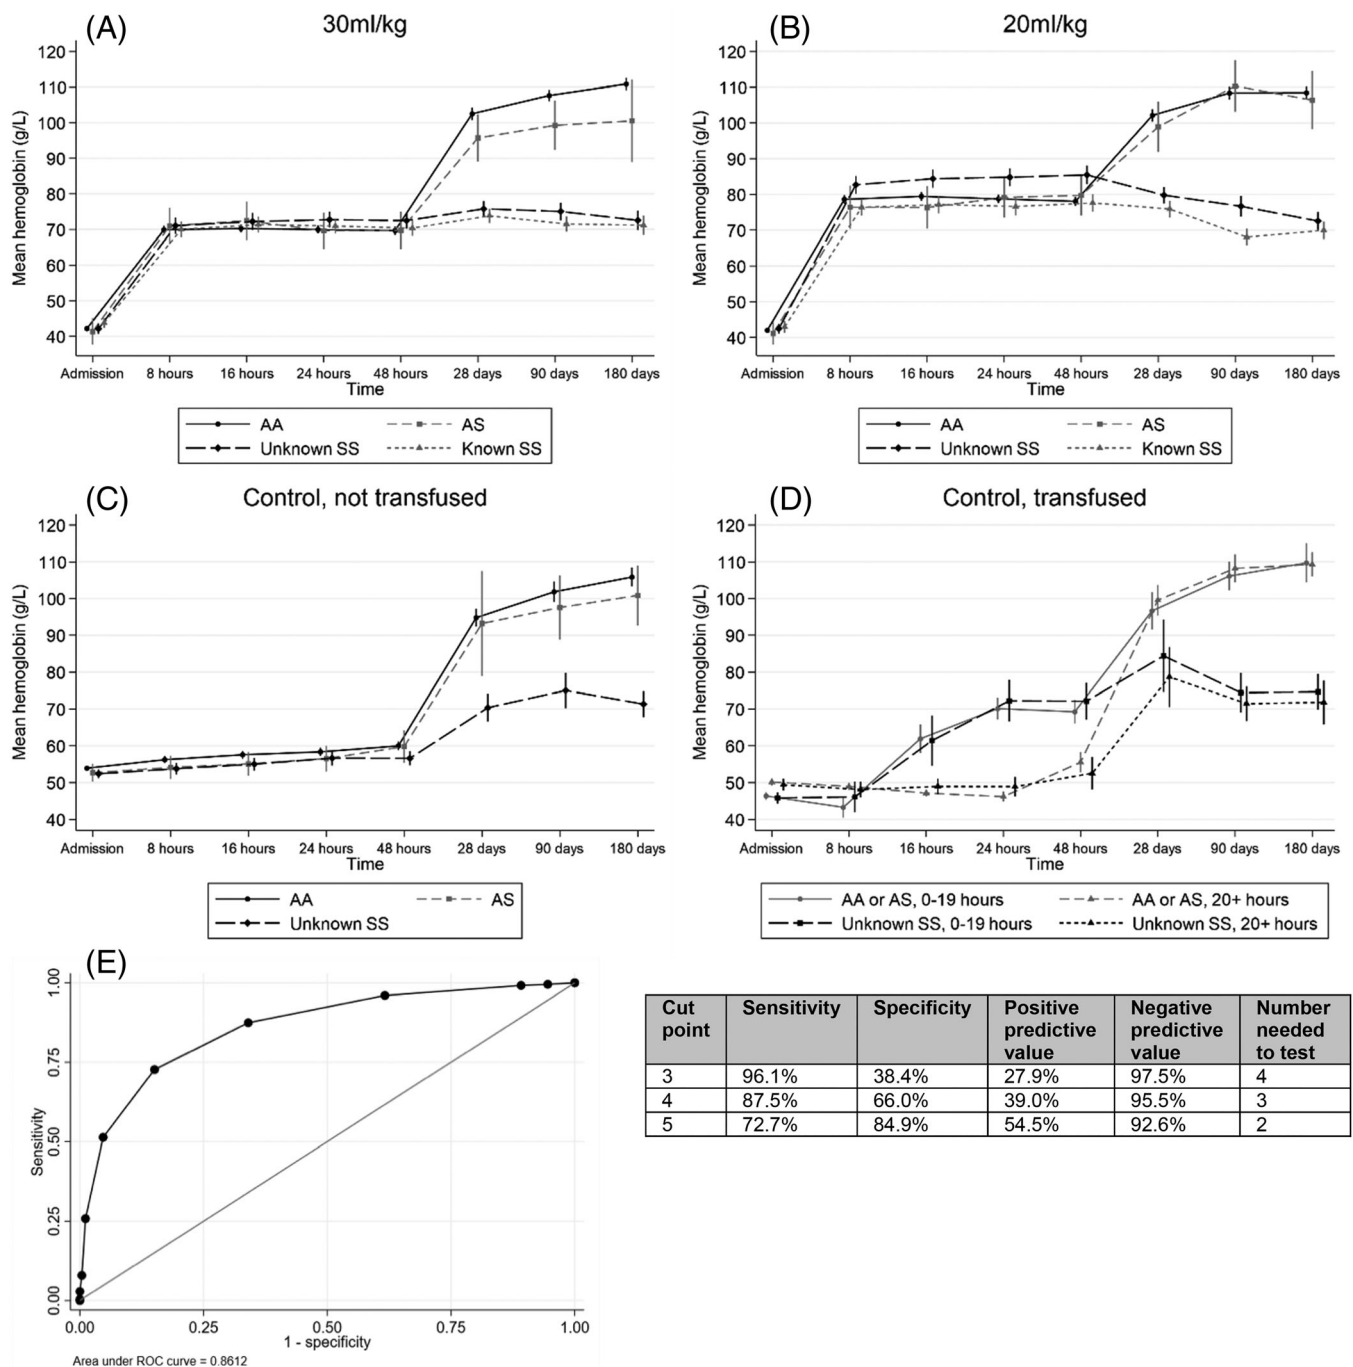 (A) 30ml/kg
Mean hemoglobin (g/L)
120
110
100
90
80
70
60
50
40
Admission 8 hours 16 hours 24 hours 48 hours 28 days 90 days 180 days
Time
AA AS
Unknown SS Known SS
(B) 20ml/kg
Mean hemoglobin (g/L)
120
110
100
90
80
70
60
50
40
Admission 8 hours 16 hours 24 hours 48 hours 28 days 90 days 180 days
Time
AA AS
Unknown SS Known SS
(C) Control, not transfused
Mean hemoglobin (g/L)
120
110
100
90
80
70
60
50
40
Admission 8 hours 16 hours 24 hours 48 hours 28 days 90 days 180 days
Time
AA AS
Unknown SS
(D) Control, transfused
Mean hemoglobin (g/L)
120
110
100
90
80
70
60
50
40
Admission 8 hours 16 hours 24 hours 48 hours 28 days 90 days 180 days
Time
AA or AS, 0-19 hours AA or AS, 20+ hours
Unknown SS, 0-19 hours Unknown SS, 20+ hours
(E)
Sensitivity
1.00
0.75
0.50
0.25
0.00
0.00 0.25 0.50 0.75 1.00
1 - specificity
Area under ROC curve = 0.8612
Cut point Sensitivity Specificity Positive predictive value Negative predictive value Number needed to test
3 96.1% 38.4% 27.9% 97.5% 4
4 87.5% 66.0% 39.0% 95.5% 3
5 72.7% 84.9% 54.5% 92.6% 2